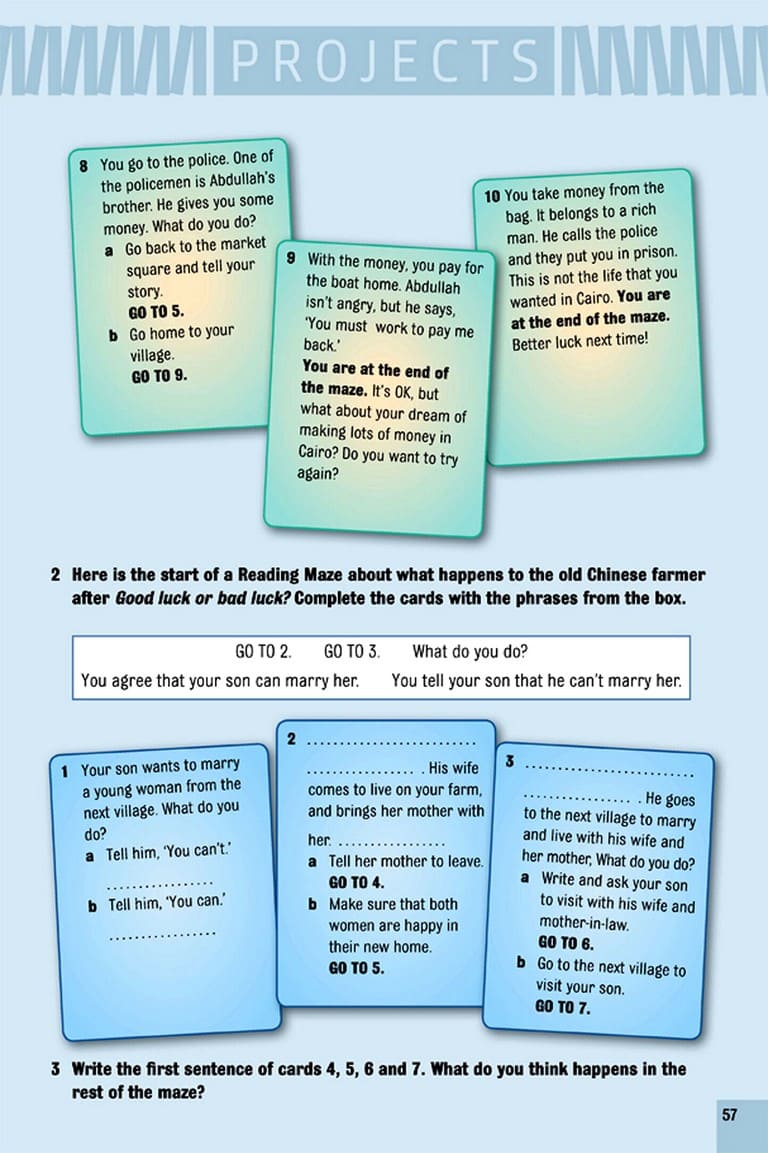 PROJECTS
8 You go to the police. One of
the policemen is Abdullah's
brother. He gives you some
money. What do you do?
a Go back to the market
square and tell your
story.
GO TO 5.
b Go home to your
village.
GO TO 9.
9 With the money, you pay for
the boat home. Abdullah
isn't angry, but he says,
'You must work to pay me
back.'
You are at the end of
the maze. It's OK, but
what about your dream of
making lots of money in
Cairo? Do you want to try
again?
10 You take money from the
bag. It belongs to a rich
man. He calls the police
and they put you in prison.
This is not the life that you
wanted in Cairo. You are
at the end of the maze.
Better luck next time!
2 Here is the start of a Reading Maze about what happens to the old Chinese farmer
after Good luck or bad luck? Complete the cards with the phrases from the box.
GO TO 2. GO TO 3. What do you do?
You agree that your son can marry her. You tell your son that he can't marry her.
1 Your son wants to marry
a young woman from the
next village. What do you
do?
a Tell him, 'You can't.'
.................
b Tell him, 'You can.'
.................
2 ...........................
.................. . His wife
comes to live on your farm,
and brings her mother with
her. .................
a Tell her mother to leave.
GO TO 4.
b Make sure that both
women are happy in
their new home.
GO TO 5.
3 ...........................
.................. . He goes
to the next village to marry
and live with his wife and
her mother, What do you do?
a Write and ask your son
to visit with his wife and
mother-in-law.
GO TO 6.
b Go to the next village to
visit your son.
GO TO 7.
3 Write the first sentence of cards 4, 5, 6 and 7. What do you think happens in the
rest of the maze?
57